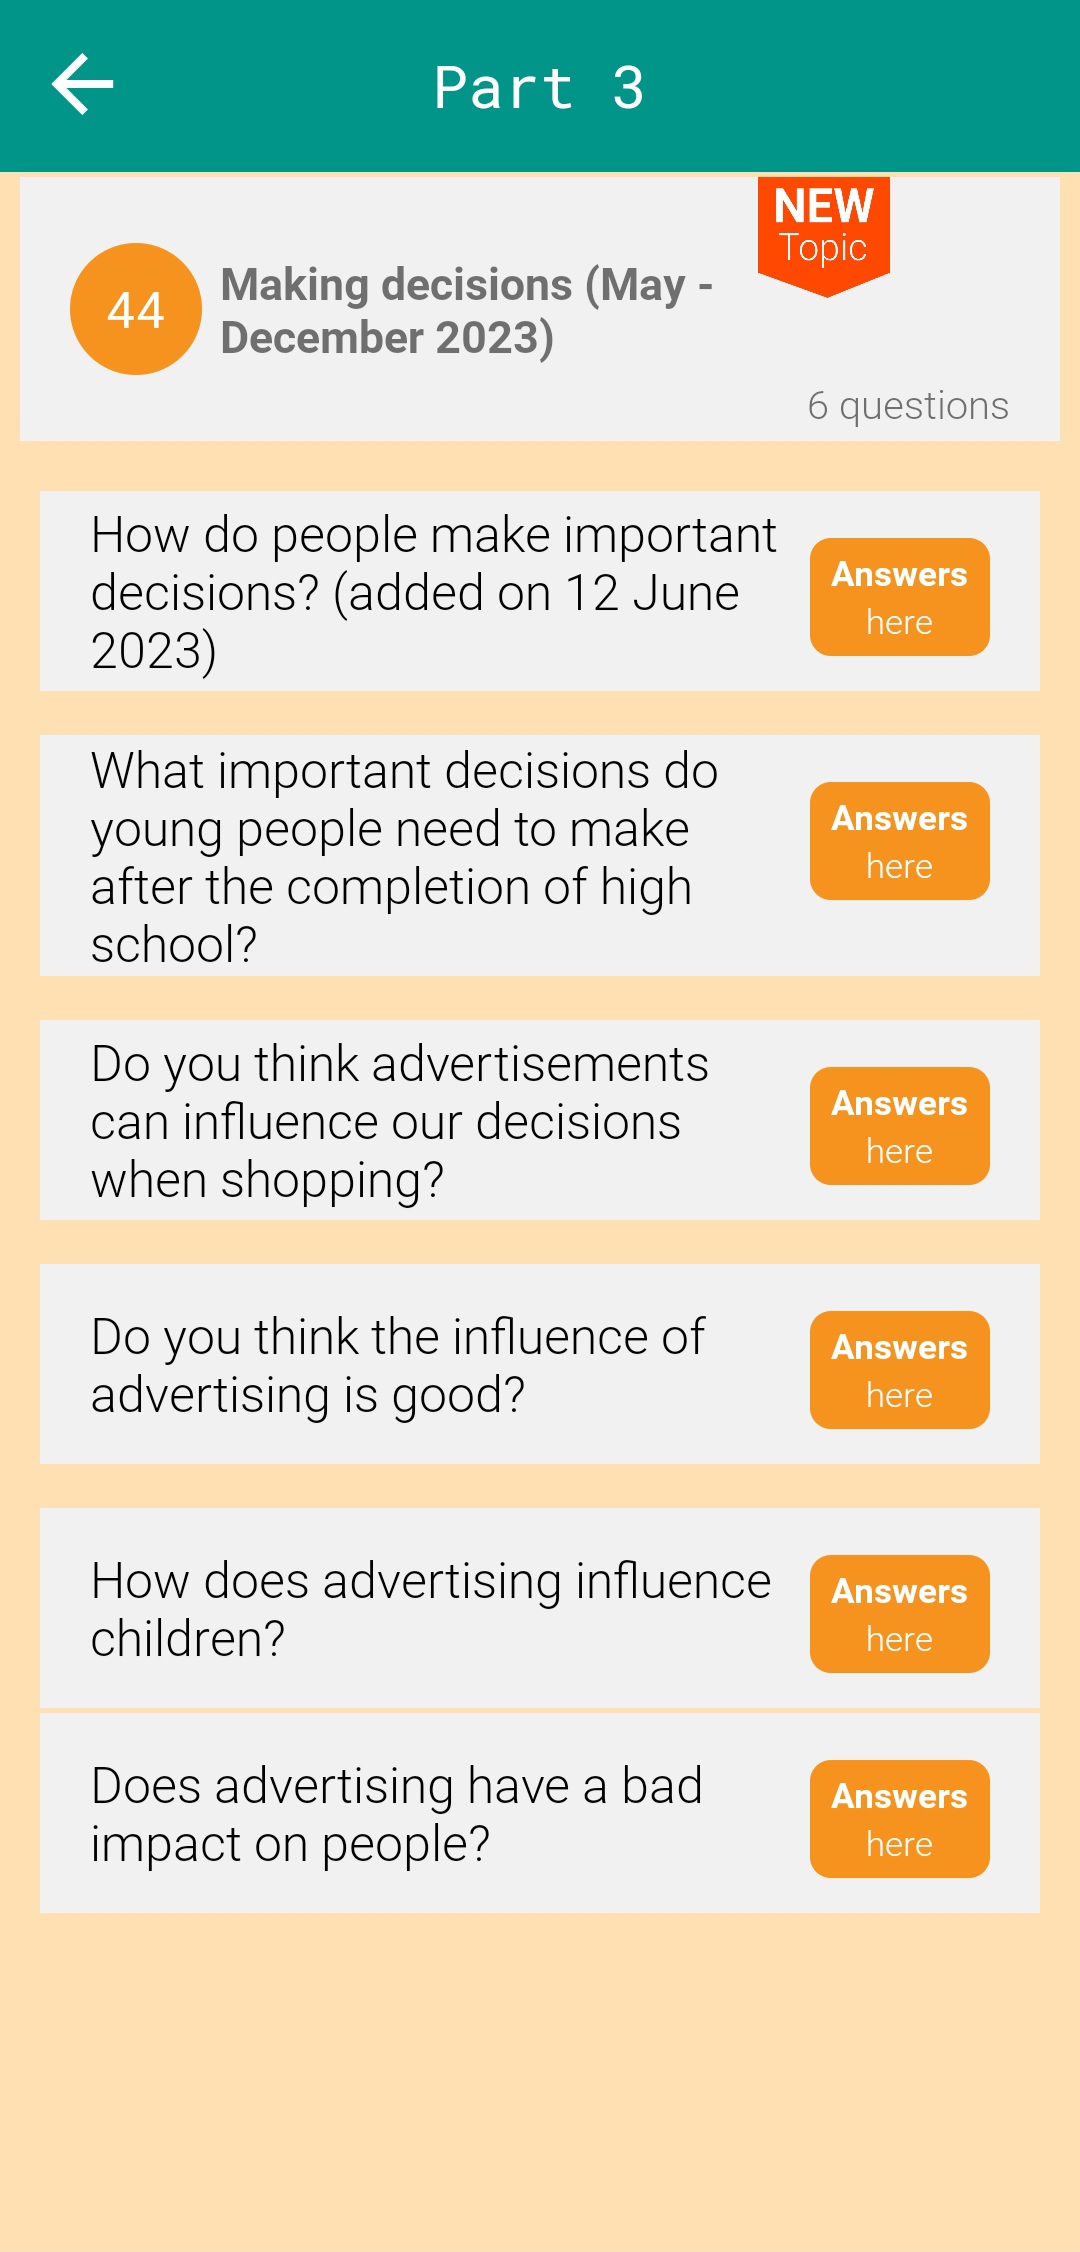 Part 3
NEW
Topic
44
Making decisions (May -
December 2023)
6 questions
How do people make important
decisions? (added on 12 June
2023)
Answers
here
What important decisions do
young people need to make
after the completion of high
school?
Answers
here
Do you think advertisements
can influence our decisions
when shopping?
Answers
here
Do you think the influence of
advertising is good?
Answers
here
How does advertising influence
children?
Answers
here
Does advertising have a bad
impact on people?
Answers
here